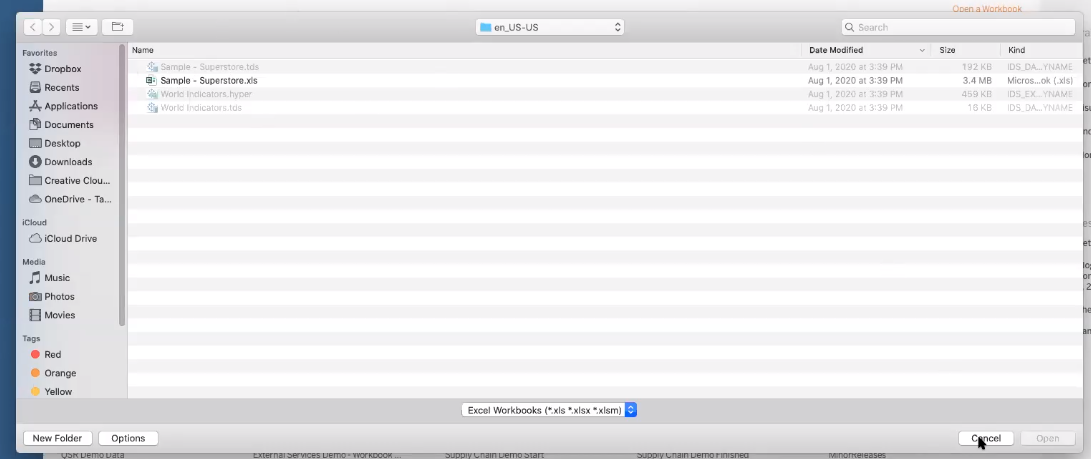 Open a Workbook
en_US-US
Search
Favorites
Name
Date Modified
Size
Kind
Dropbox
Sample - Superstore.tds
Aug 1, 2020 at 3:39 PM
192 KB
IDS_DA...YNAME
Recents
Sample - Superstore.xls
Aug 1, 2020 at 3:39 PM
3.4 MB
Micros...ok (.xls)
Applications
World Indicators.hyper
Aug 1, 2020 at 3:39 PM
459 KB
IDS_EX...YNAME
Documents
World Indicators.tds
Aug 1, 2020 at 3:39 PM
18 KB
IDS_DA...YNAME
Desktop
Downloads
Creative Clou...
OneDrive - Ta...
iCloud
iCloud Drive
Media
Music
Photos
Movies
Tags
Red
Orange
Yellow
Excel Workbooks (*.xls *.xlsx *.xlsm)
New Folder
Options
Cancel
Open
QSR Demo Data
External Services Demo - Workbook ...
Supply Chain Demo Start
Supply Chain Demo Finished
MinorReleases